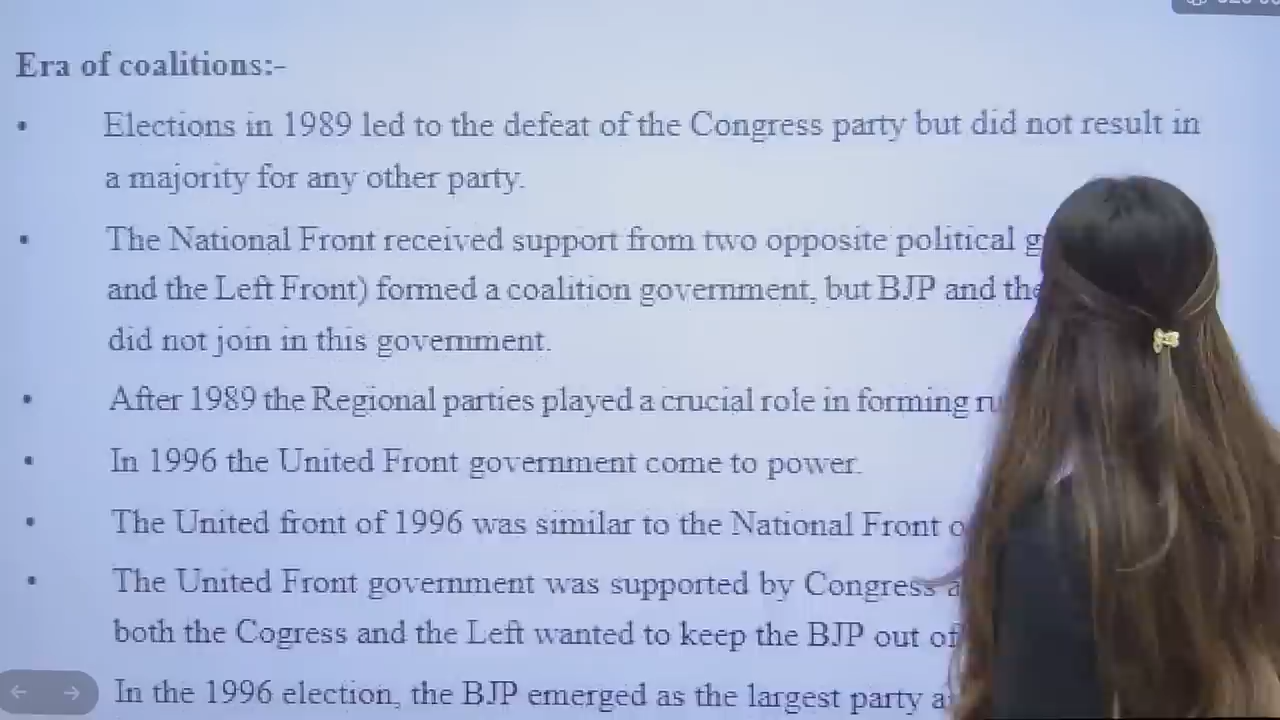 Era of coalitions:-
• Elections in 1989 led to the defeat of the Congress party but did not result in
a majority for any other party.
• The National Front received support from two opposite political
and the Left Front) formed a coalition government, but BJP and the
did not join in this government.
• After 1989 the Regional parties played a crucial role in forming
• In 1996 the United Front government come to power.
• The United front of 1996 was similar to the National Front
• The United Front government was supported by Congress
both the Cogress and the Left wanted to keep the BJP out of
In the 1996 election, the BJP emerged as the largest party